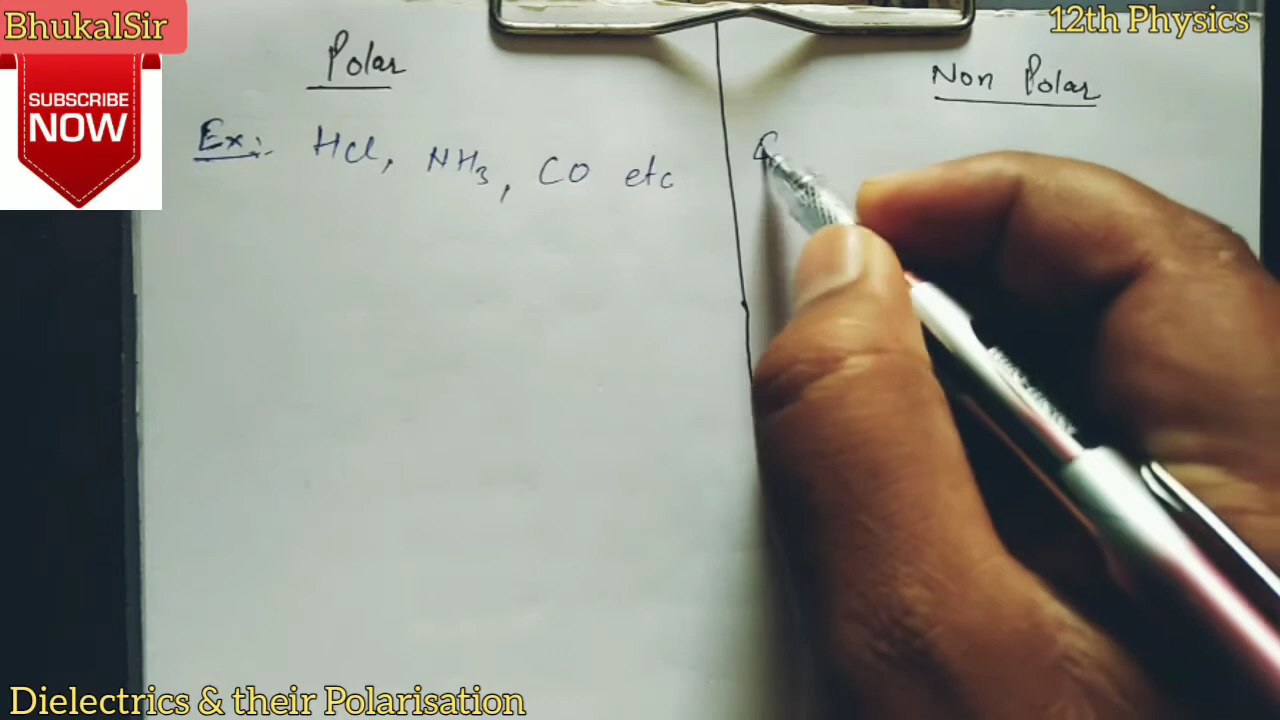 BhukalSir
12th Physics
SUBSCRIBE
NOW
Polar
Non Polar
Ex:- HCl, NH3, CO etc
Dielectrics & their Polarisation